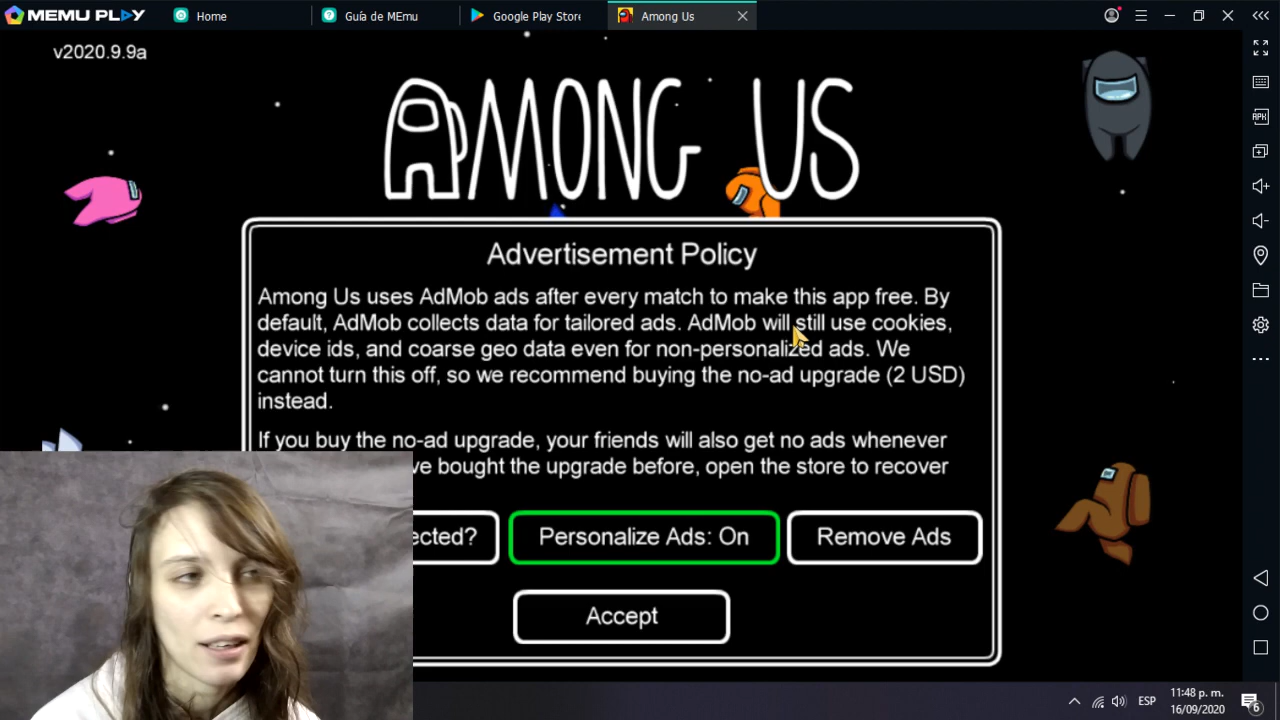 MEMU PLAY
Home
Guía de MEmu
Google Play Store
Among Us
v2020.9.9a
AMONG US
Advertisement Policy
Among Us uses AdMob ads after every match to make this app free. By
default, AdMob collects data for tailored ads. AdMob will still use cookies,
device ids, and coarse geo data even for non-personalized ads. We
cannot turn this off, so we recommend buying the no-ad upgrade (2 USD)
instead.
If you buy the no-ad upgrade, your friends will also get no ads whenever
bought the upgrade before, open the store to recover
Personalize Ads: On
Remove Ads
Accept
APK
ESP
11:48 p. m.
16/09/2020
6